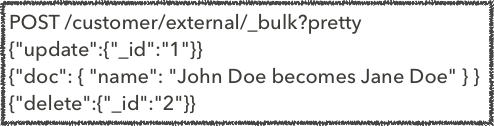 POST /customer/external/_bulk?pretty
{"update":{"_id":"1"}}
{"doc": { "name": "John Doe becomes Jane Doe" } }
{"delete":{"_id":"2"}}